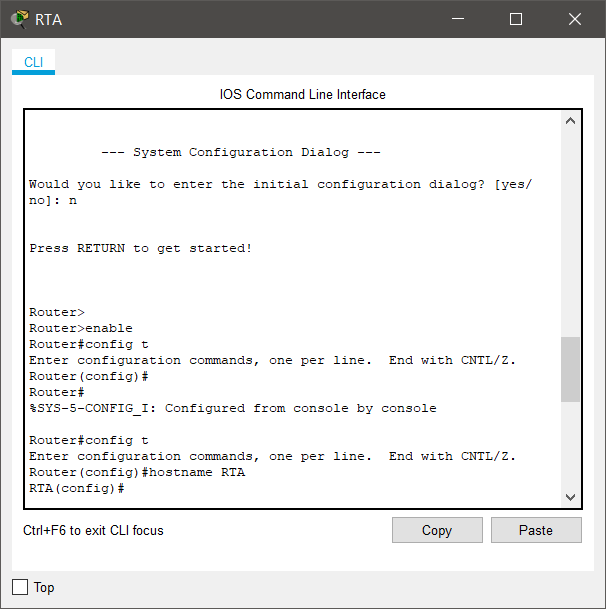 RTA
CLI
IOS Command Line Interface
--- System Configuration Dialog ---
Would you like to enter the initial configuration dialog? [yes/
no]: n
Press RETURN to get started!
Router>
Router>enable
Router#config t
Enter configuration commands, one per line.  End with CNTL/Z.
Router(config)#
Router#
%SYS-5-CONFIG_I: Configured from console by console
Router#config t
Enter configuration commands, one per line.  End with CNTL/Z.
Router(config)#hostname RTA
RTA(config)#
Ctrl+F6 to exit CLI focus
Copy
Paste
Top